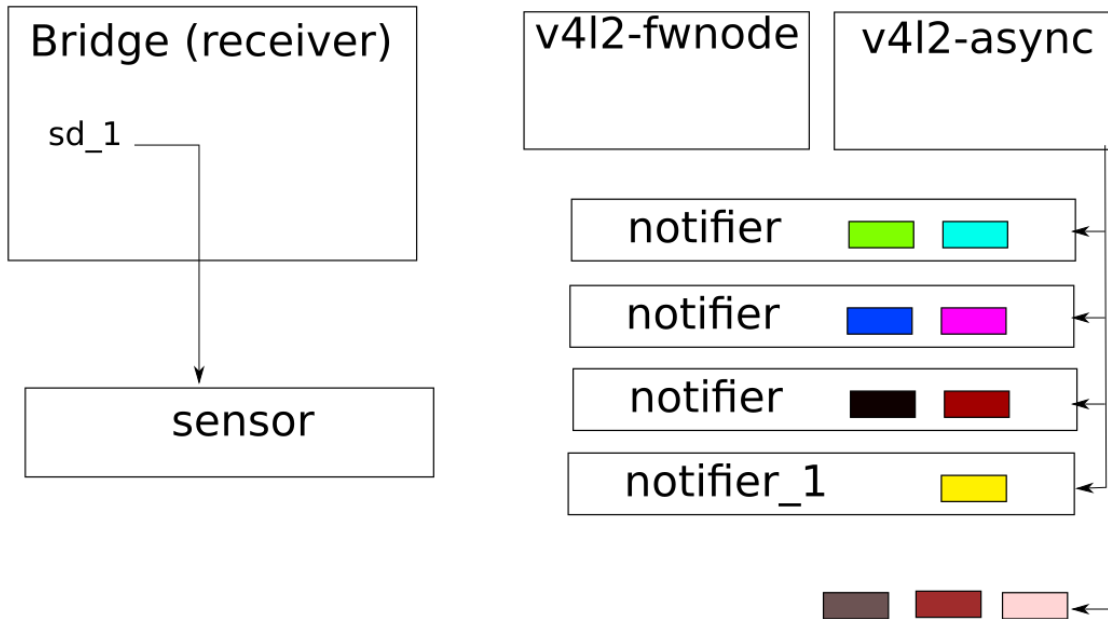 Bridge (receiver)
sd_1
sensor
v4l2-fwnode
v4l2-async
notifier
notifier
notifier
notifier_1